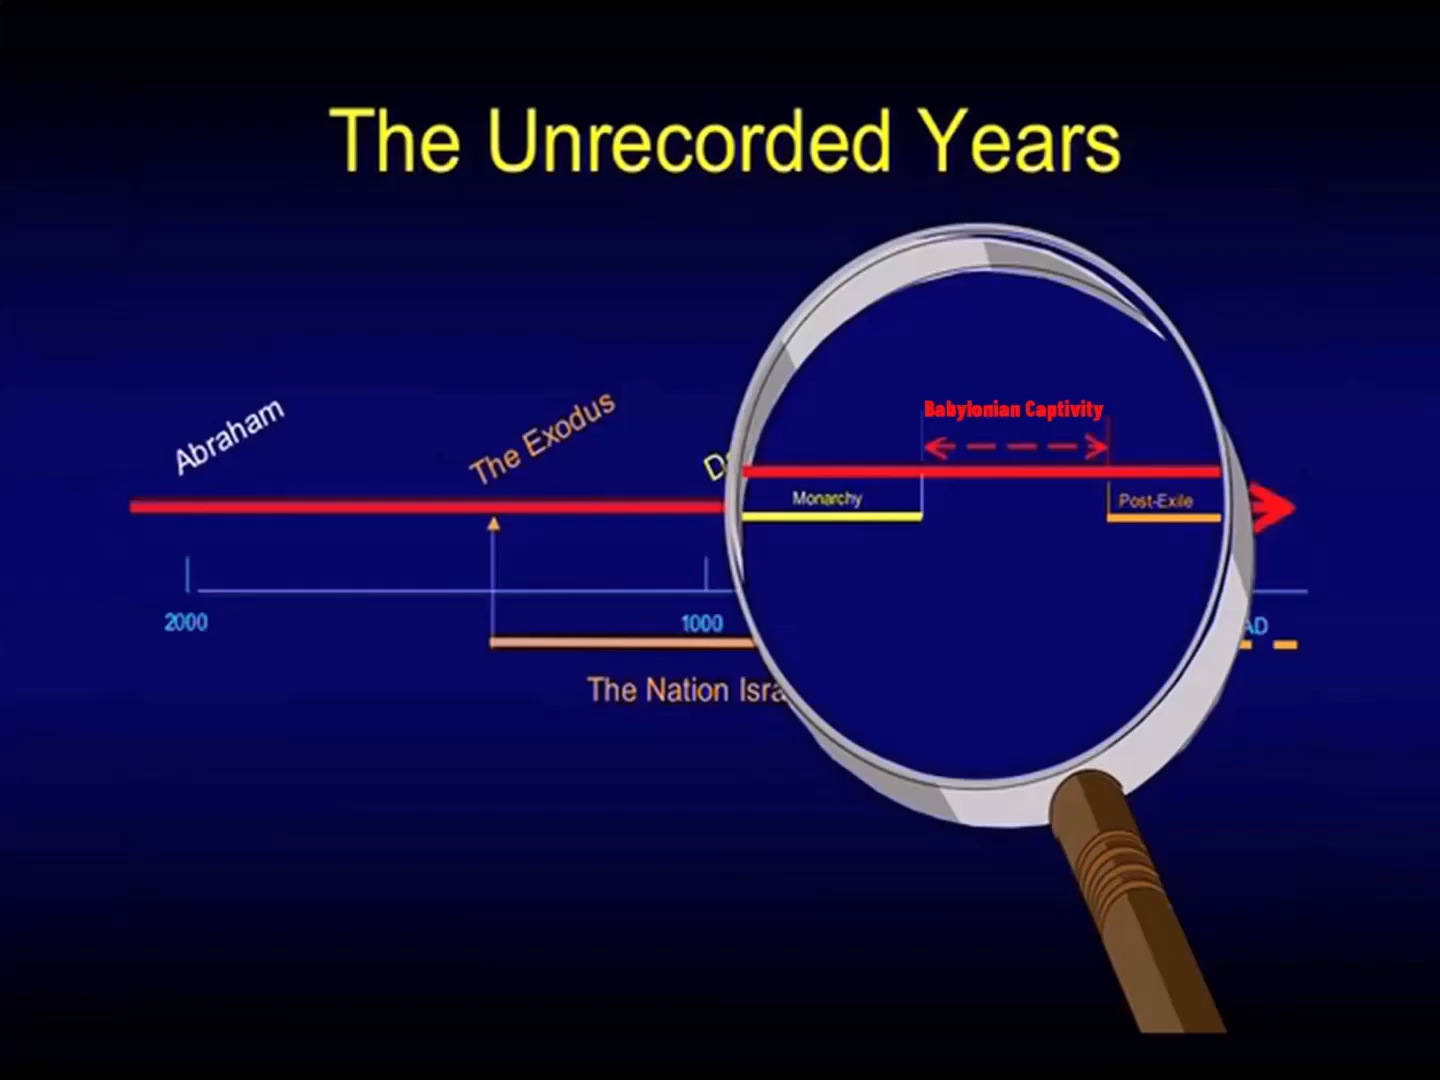 The Unrecorded Years
Abraham
The Exodus
Babylonian Captivity
Monarchy
Post-Exile
2000
1000
AD
The Nation Isra